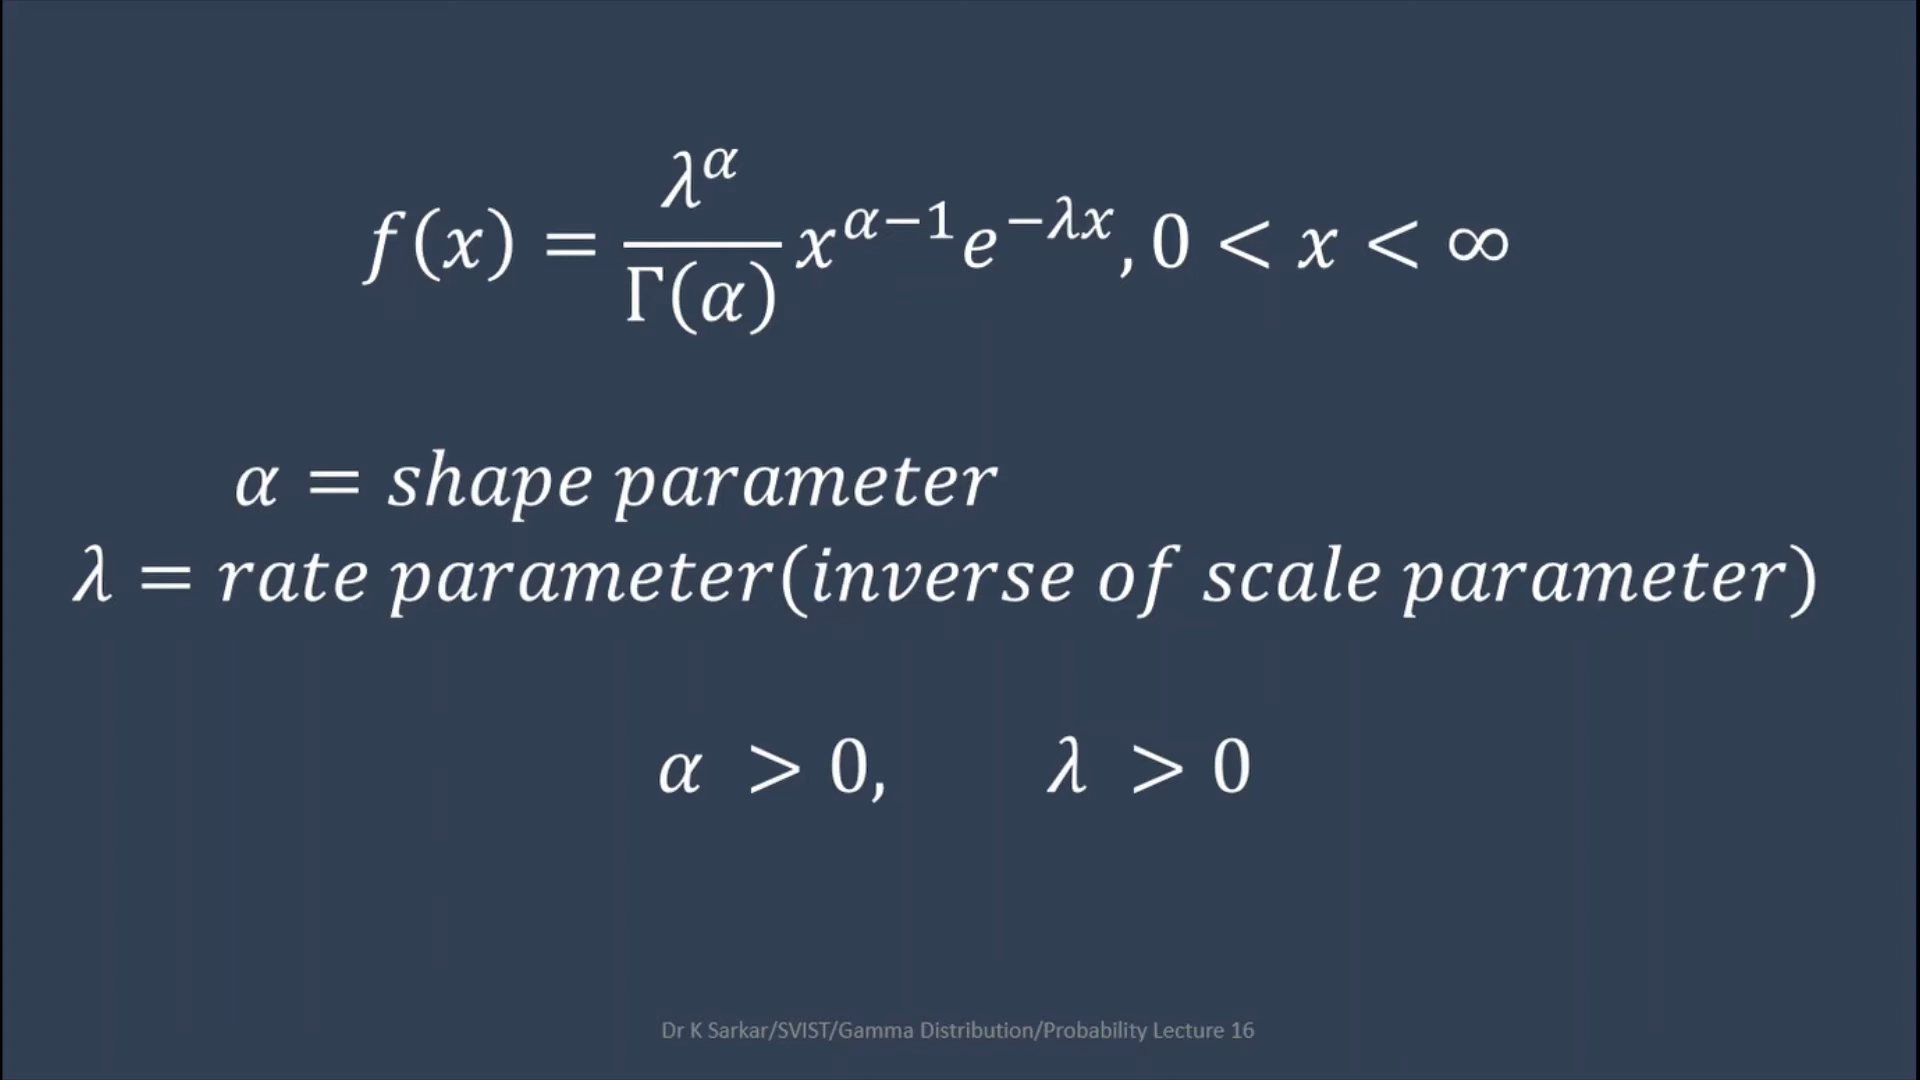 f(x) = \frac{λ^α}{Γ(α)} x^{α−1} e^{−λx}, 0 < x < ∞
α = shape parameter
λ = rate parameter(inverse of scale parameter)
α > 0, λ > 0
Dr K Sarkar/SVIST/Gamma Distribution/Probability Lecture 16